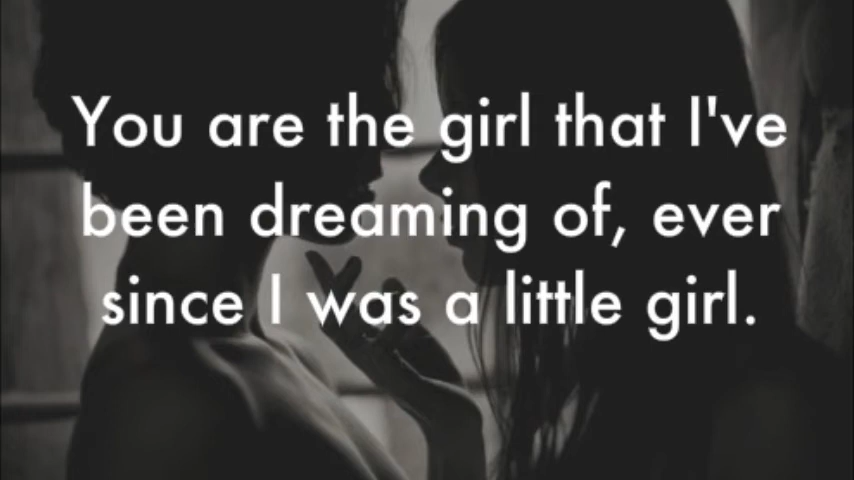 You are the girl that I've
been dreaming of, ever
since I was a little girl.